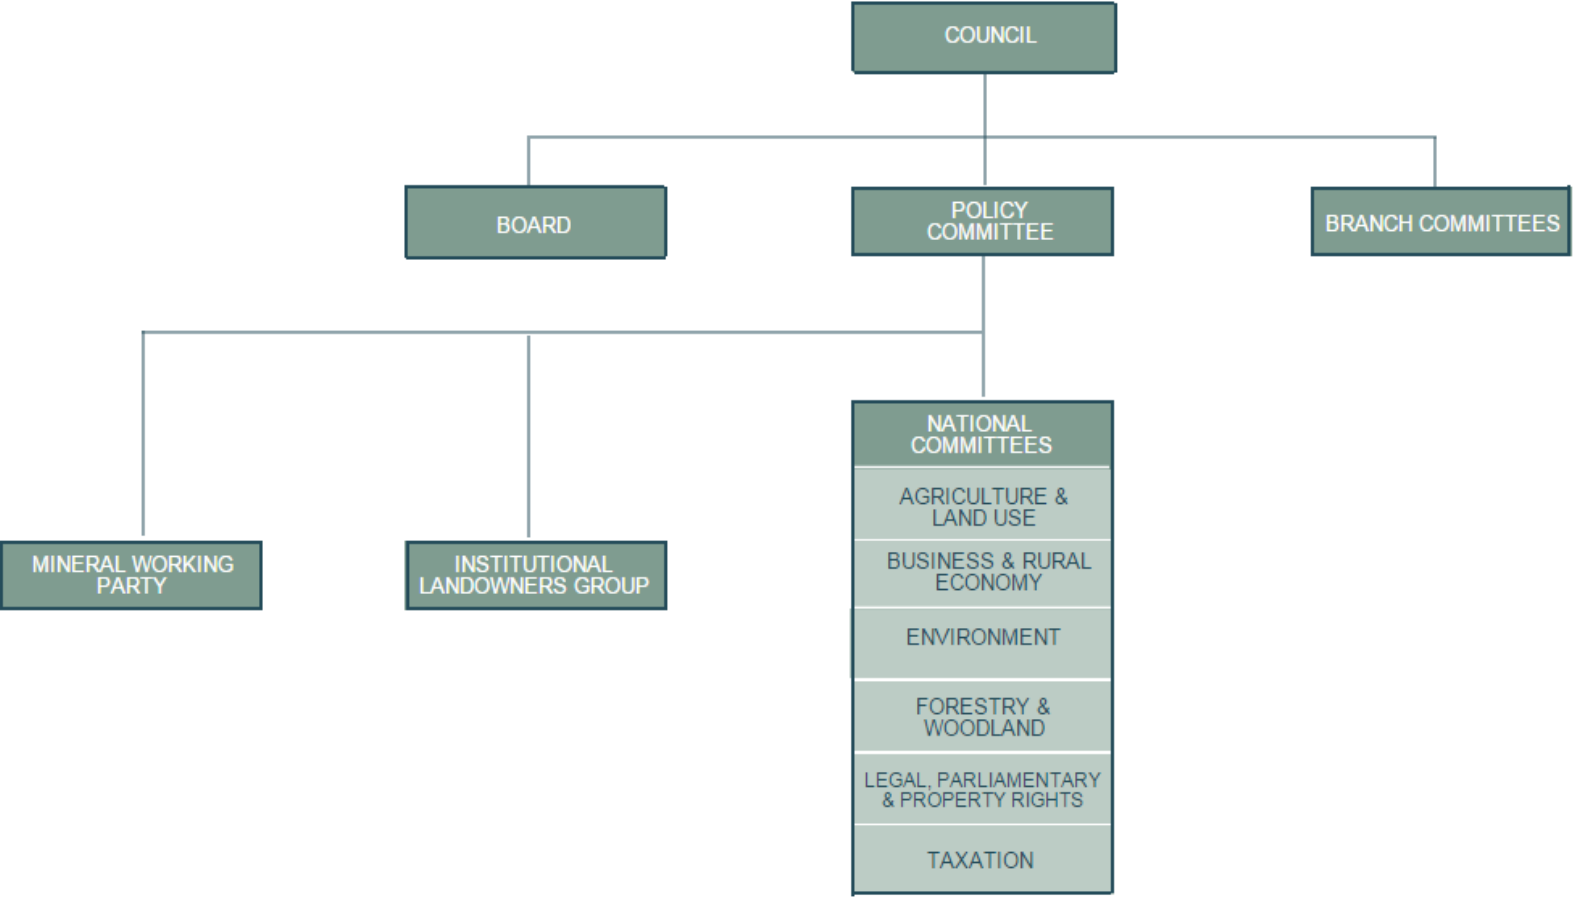 COUNCIL
BOARD
POLICY
COMMITTEE
BRANCH COMMITTEES
MINERAL WORKING
PARTY
INSTITUTIONAL
LANDOWNERS GROUP
NATIONAL
COMMITTEES
AGRICULTURE &
LAND USE
BUSINESS & RURAL
ECONOMY
ENVIRONMENT
FORESTRY &
WOODLAND
LEGAL, PARLIAMENTARY
& PROPERTY RIGHTS
TAXATION